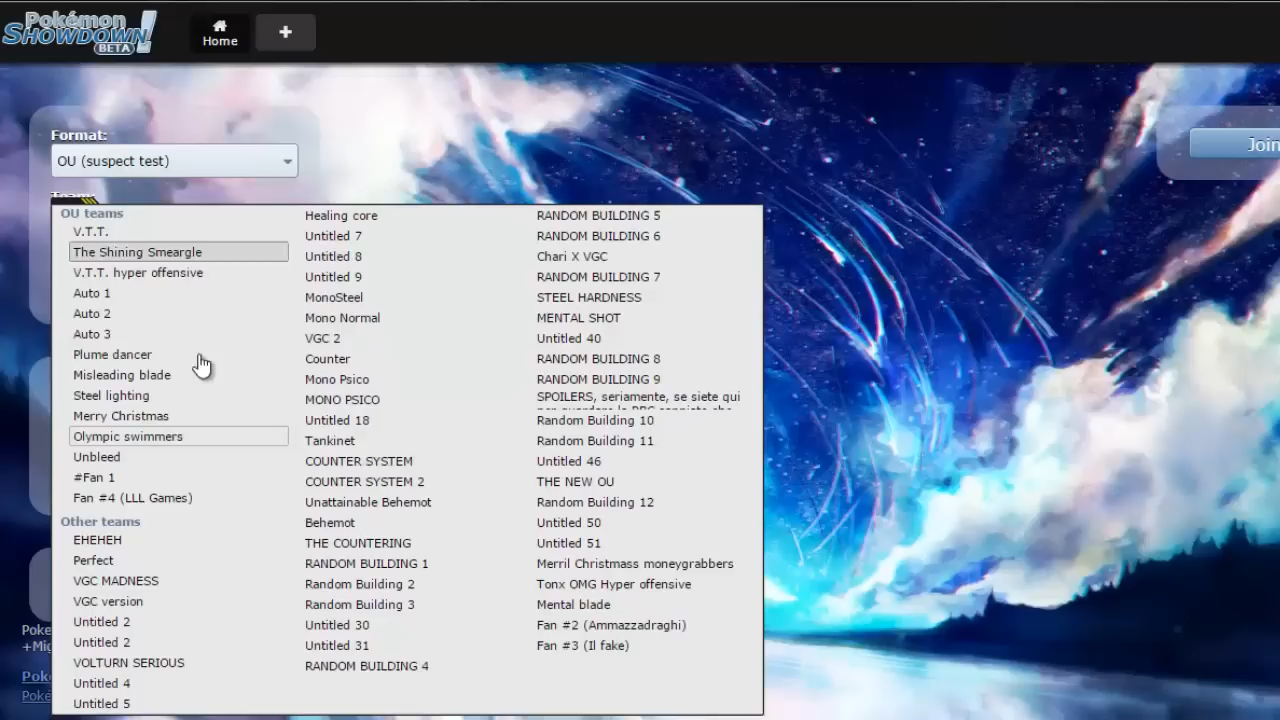 Pokémon
SHOWDOWN!
BETA
Home
+
Format:
OU (suspect test)
Join
Team:
OU teams
V.T.T.
The Shining Smeargle
V.T.T. hyper offensive
Auto 1
Auto 2
Auto 3
Plume dancer
Misleading blade
Steel lighting
Merry Christmas
Olympic swimmers
Unbleed
#Fan 1
Fan #4 (LLL Games)
Other teams
EHEHEH
Perfect
VGC MADNESS
VGC version
Untitled 2
Untitled 2
VOLTURN SERIOUS
Untitled 4
Untitled 5
Healing core
Untitled 7
Untitled 8
Untitled 9
MonoSteel
Mono Normal
VGC 2
Counter
Mono Psico
MONO PSICO
Untitled 18
Tankinet
COUNTER SYSTEM
COUNTER SYSTEM 2
Unattainable Behemot
Behemot
THE COUNTERING
RANDOM BUILDING 1
Random Building 2
Random Building 3
Untitled 30
Untitled 31
RANDOM BUILDING 4
RANDOM BUILDING 5
RANDOM BUILDING 6
Chari X VGC
RANDOM BUILDING 7
STEEL HARDNESS
MENTAL SHOT
Untitled 40
RANDOM BUILDING 8
RANDOM BUILDING 9
SPOILERS, seriamente, se siete qui
Random Building 10
Random Building 11
Untitled 46
THE NEW OU
Random Building 12
Untitled 50
Untitled 51
Merril Christmass moneygrabbers
Tonx OMG Hyper offensive
Mental blade
Fan #2 (Ammazzadraghi)
Fan #3 (Il fake)
Poke
+Mig
Poke
Poke